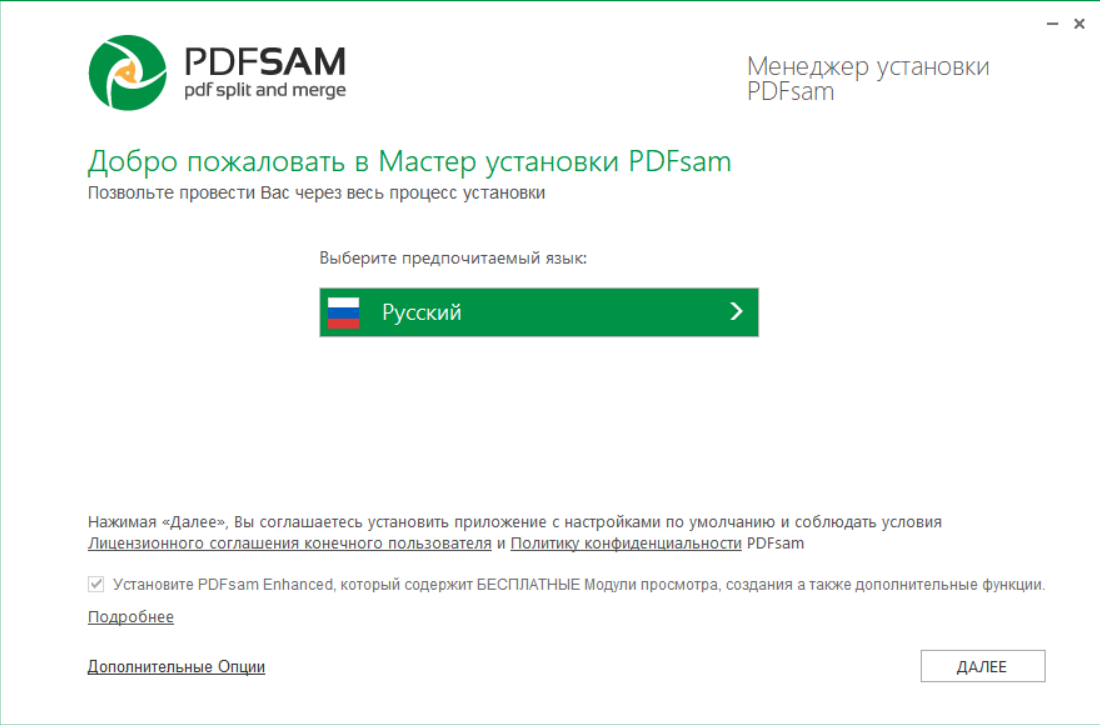 PDFSAM
pdf split and merge
Менеджер установки
PDFsam
Добро пожаловать в Мастер установки PDFsam
Позвольте провести Вас через весь процесс установки
Выберите предпочитаемый язык:
Русский
Нажимая «Далее», Вы соглашаетесь установить приложение с настройками по умолчанию и соблюдать условия
Лицензионного соглашения конечного пользователя и Политику конфиденциальности PDFsam
Установите PDFsam Enhanced, который содержит БЕСПЛАТНЫЕ Модули просмотра, создания а также дополнительные функции.
Подробнее
Дополнительные Опции
ДАЛЕЕ